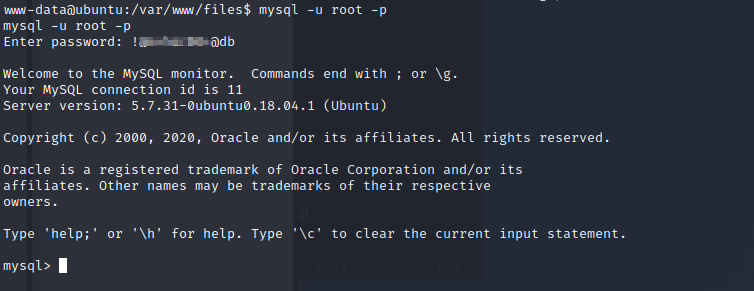 www-data@ubuntu:/var/www/files$ mysql -u root -p
mysql -u root -p
Enter password: !@ @db
Welcome to the MySQL monitor.  Commands end with ; or \g.
Your MySQL connection id is 11
Server version: 5.7.31-0ubuntu0.18.04.1 (Ubuntu)
Copyright (c) 2000, 2020, Oracle and/or its affiliates. All rights reserved.
Oracle is a registered trademark of Oracle Corporation and/or its
affiliates. Other names may be trademarks of their respective
owners.
Type 'help;' or '\h' for help. Type '\c' to clear the current input statement.
mysql>